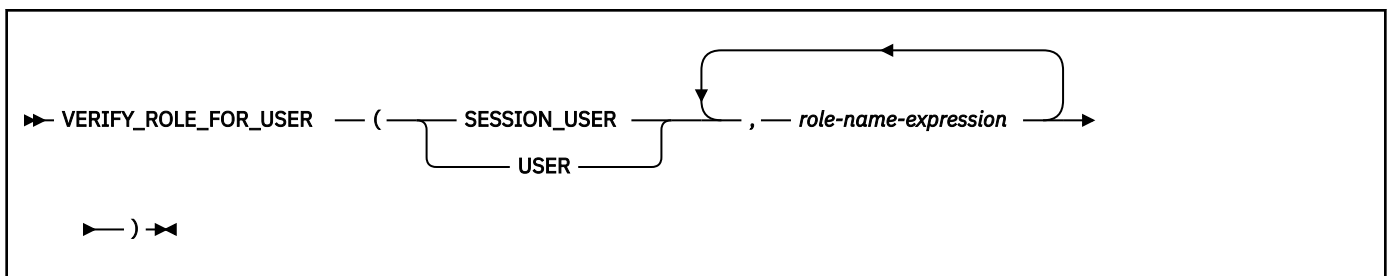 VERIFY_ROLE_FOR_USER ( SESSION_USER , role-name-expression
USER
)